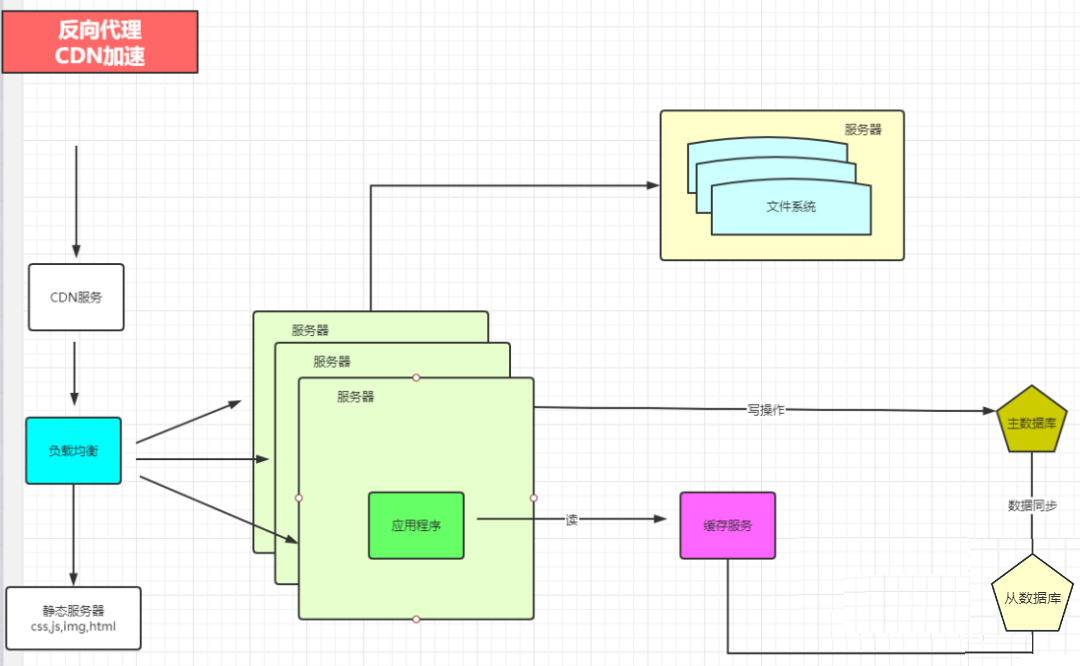 反向代理
CDN加速
服务器
文件系统
CDN服务
服务器
服务器
服务器
写操作
主数据库
负载均衡
数据同步
应用程序
读
缓存服务
从数据库
静态服务器
css,js,img,html